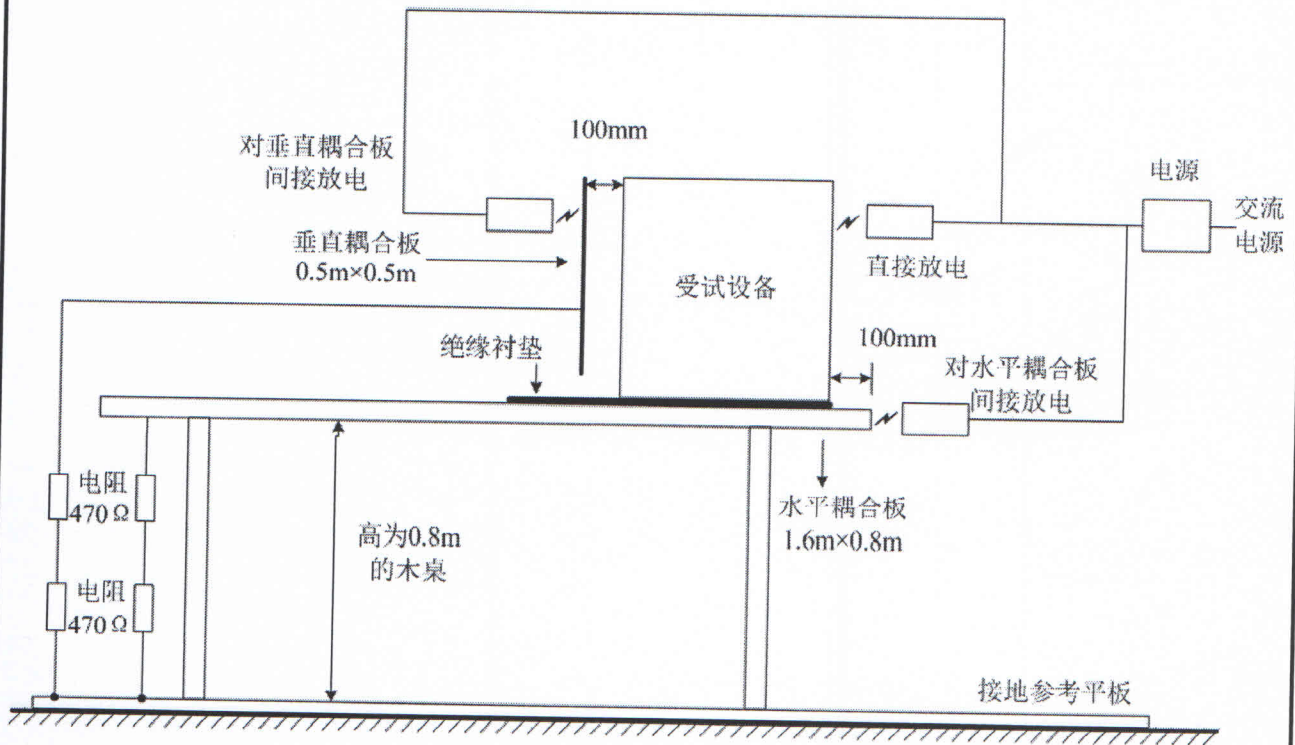 100mm
对垂直耦合板
间接放电
电源
交流
电源
垂直耦合板
0.5m×0.5m
直接放电
受试设备
100mm
绝缘衬垫
对水平耦合板
间接放电
电阻
470Ω
水平耦合板
1.6m×0.8m
高为0.8m
的木桌
电阻
470Ω
接地参考平板